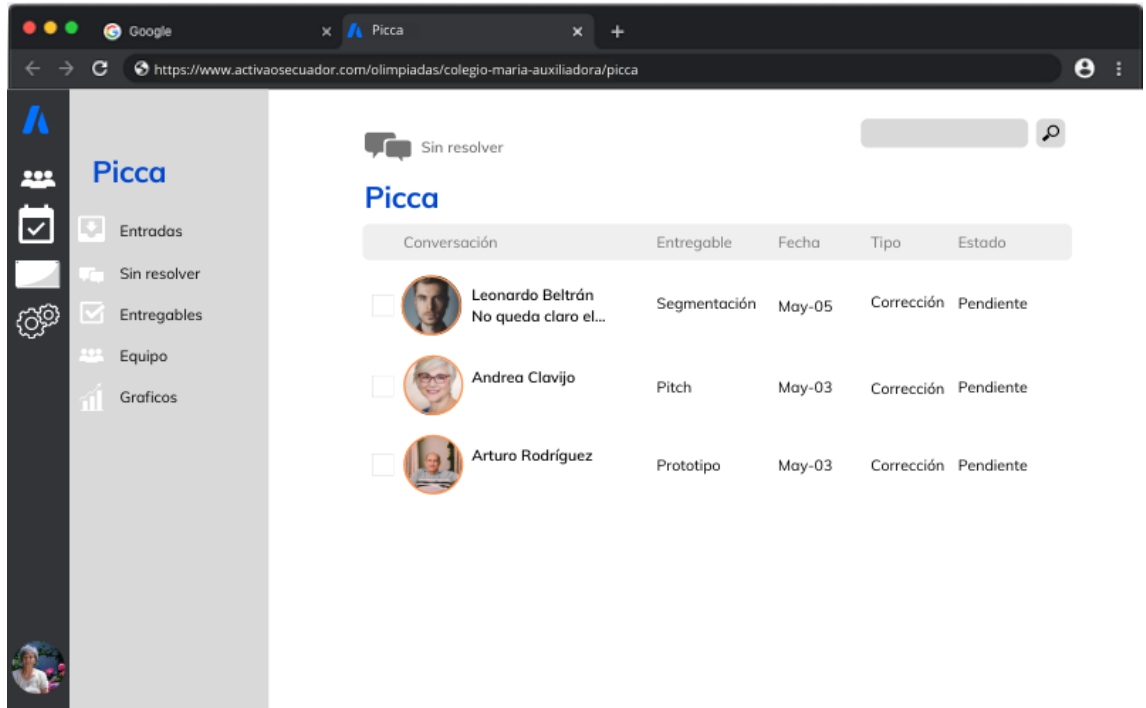 Google
Picca
https://www.activaosecuador.com/olimpiadas/colegio-maria-auxiliadora/picca
Picca
Entradas
Sin resolver
Entregables
Equipo
Graficos
Sin resolver
Picca
Conversación Entregable Fecha Tipo Estado
Leonardo Beltrán
No queda claro el...
Segmentación May-05 Corrección Pendiente
Andrea Clavijo
Pitch May-03 Corrección Pendiente
Arturo Rodríguez
Prototipo May-03 Corrección Pendiente